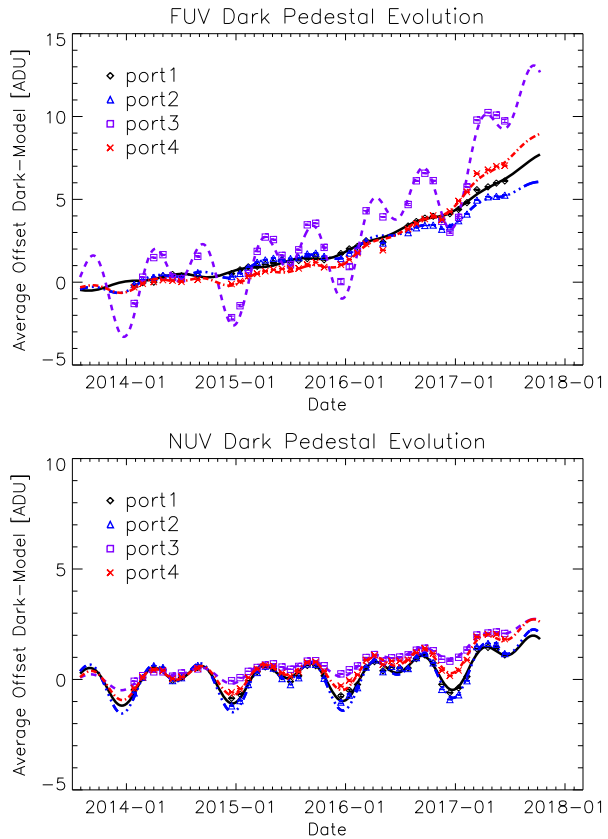 FUV Dark Pedestal Evolution
Average Offset Dark-Model [ADU]
15
10
5
0
-5
port1
port2
port3
port4
2014-01 2015-01 2016-01 2017-01 2018-01
Date
NUV Dark Pedestal Evolution
Average Offset Dark-Model [ADU]
10
5
0
-5
port1
port2
port3
port4
2014-01 2015-01 2016-01 2017-01 2018-01
Date